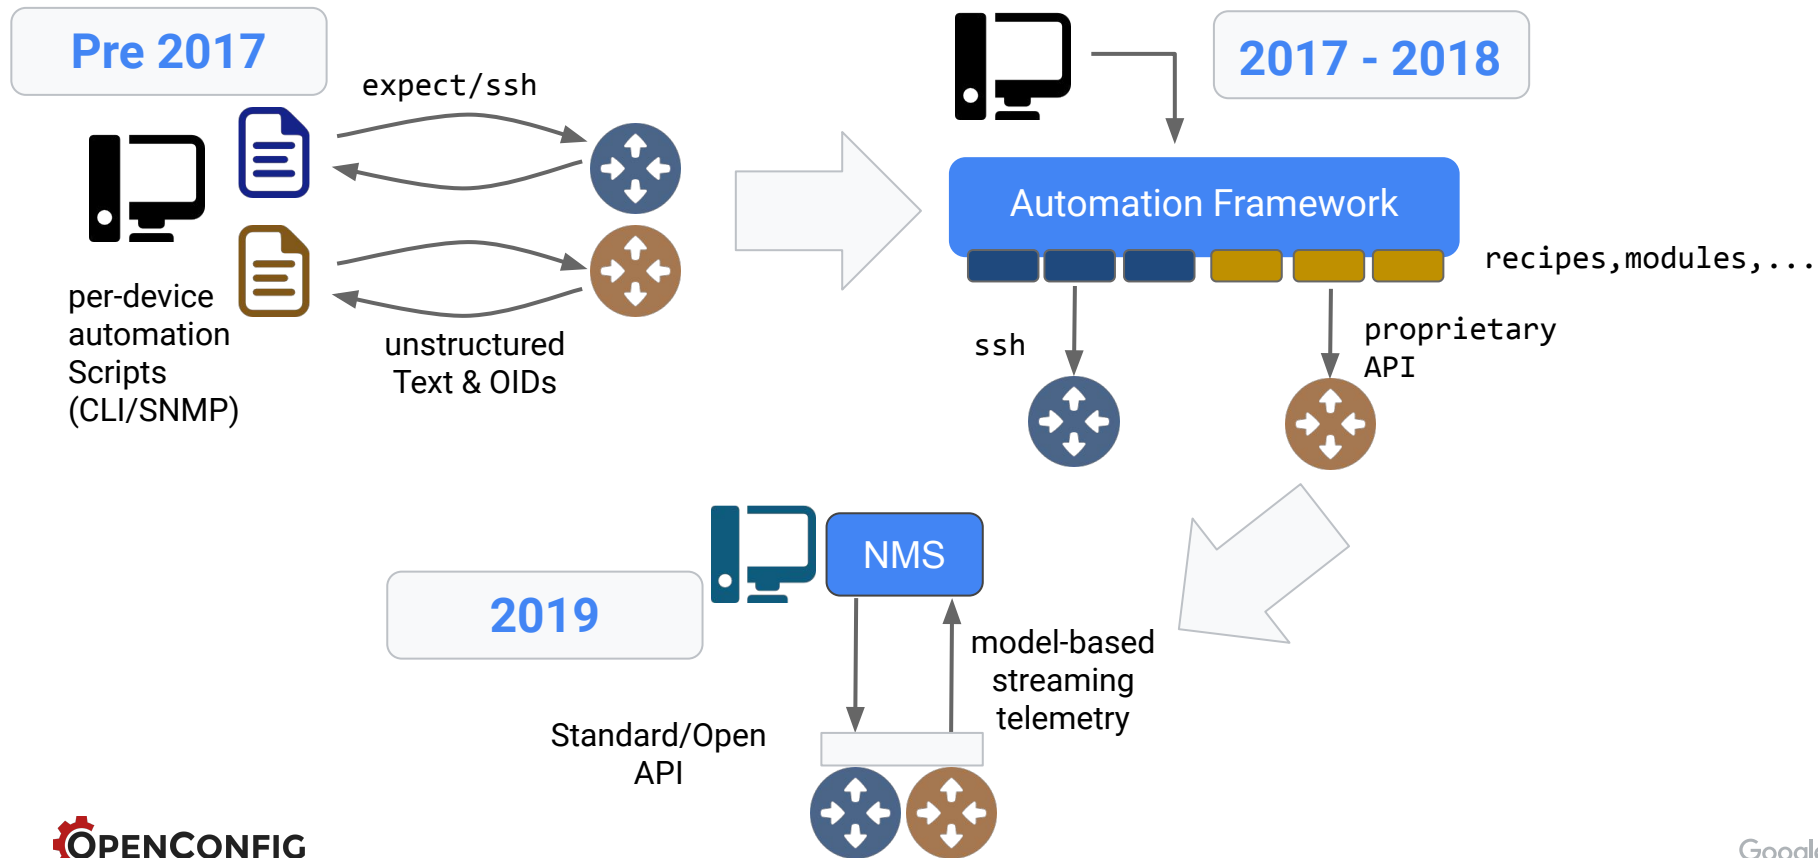 Pre 2017
expect/ssh
per-device
automation
Scripts
(CLI/SNMP)
unstructured
Text & OIDs
2017 - 2018
Automation Framework
recipes,modules,...
ssh
proprietary
API
2019
NMS
model-based
streaming
telemetry
Standard/Open
API
OPENCONFIG
Google